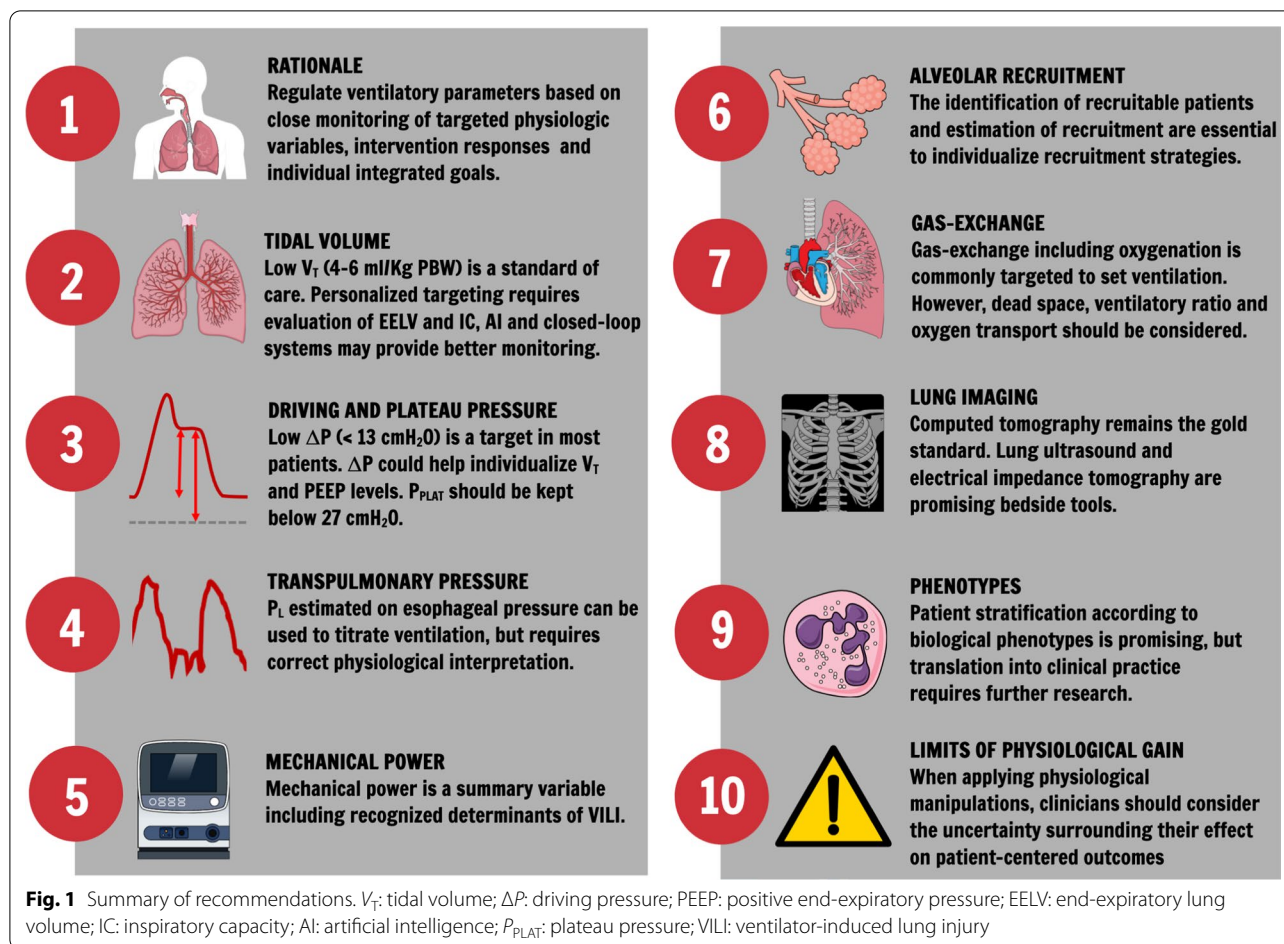 1
RATIONALE
Regulate ventilatory parameters based on
close monitoring of targeted physiologic
variables, intervention responses and
individual integrated goals.
2
TIDAL VOLUME
Low V_T (4-6 ml/Kg PBW) is a standard of
care. Personalized targeting requires
evaluation of EELV and IC, AI and closed-loop
systems may provide better monitoring.
3
DRIVING AND PLATEAU PRESSURE
Low ΔP (< 13 cmH₂O) is a target in most
patients. ΔP could help individualize V_T
and PEEP levels. P_PLAT should be kept
below 27 cmH₂O.
4
TRANSPULMONARY PRESSURE
P_L estimated on esophageal pressure can be
used to titrate ventilation, but requires
correct physiological interpretation.
5
MECHANICAL POWER
Mechanical power is a summary variable
including recognized determinants of VILI.
6
ALVEOLAR RECRUITMENT
The identification of recruitable patients
and estimation of recruitment are essential
to individualize recruitment strategies.
7
GAS-EXCHANGE
Gas-exchange including oxygenation is
commonly targeted to set ventilation.
However, dead space, ventilatory ratio and
oxygen transport should be considered.
8
LUNG IMAGING
Computed tomography remains the gold
standard. Lung ultrasound and
electrical impedance tomography are
promising bedside tools.
9
PHENOTYPES
Patient stratification according to
biological phenotypes is promising, but
translation into clinical practice
requires further research.
10
LIMITS OF PHYSIOLOGICAL GAIN
When applying physiological
manipulations, clinicians should consider
the uncertainty surrounding their effect
on patient-centered outcomes
Fig. 1 Summary of recommendations. V_T: tidal volume; ΔP: driving pressure; PEEP: positive end-expiratory pressure; EELV: end-expiratory lung
volume; IC: inspiratory capacity; AI: artificial intelligence; P_PLAT: plateau pressure; VILI: ventilator-induced lung injury